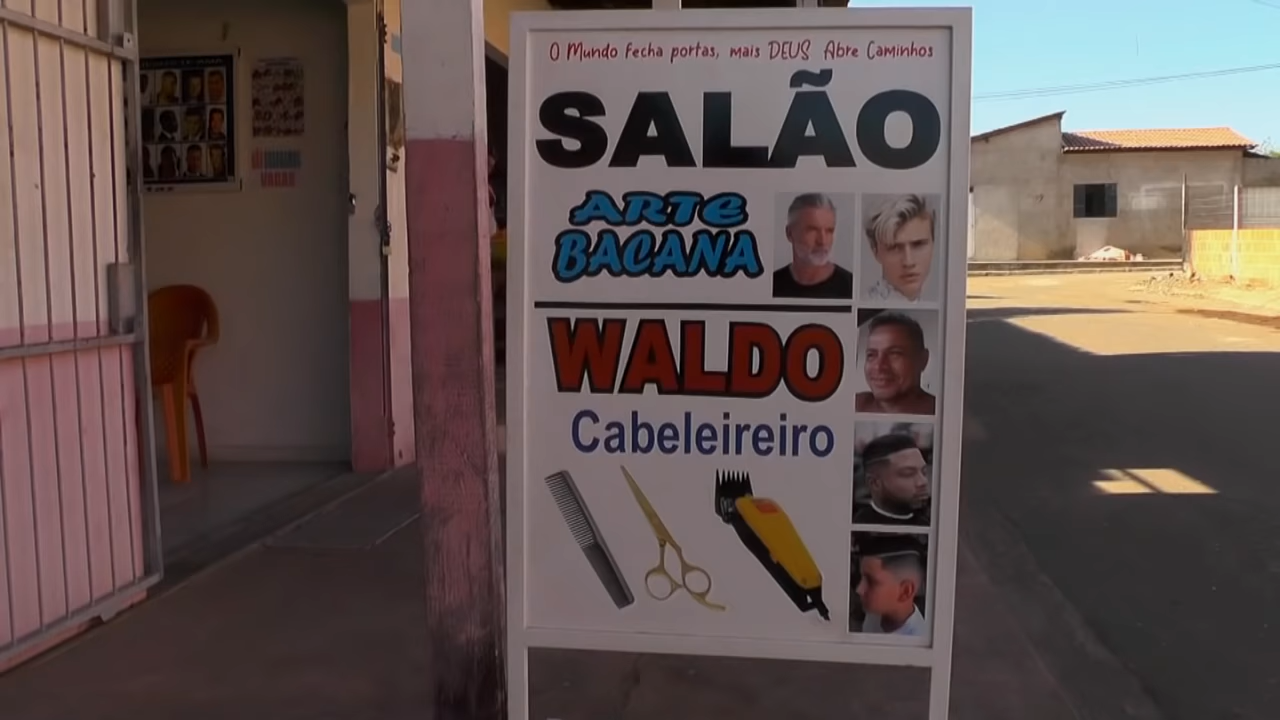 O Mundo Fecha portas, mais DEUS Abre Caminhos
SALÃO
ARTE
BACANA
WALDO
Cabeleireiro